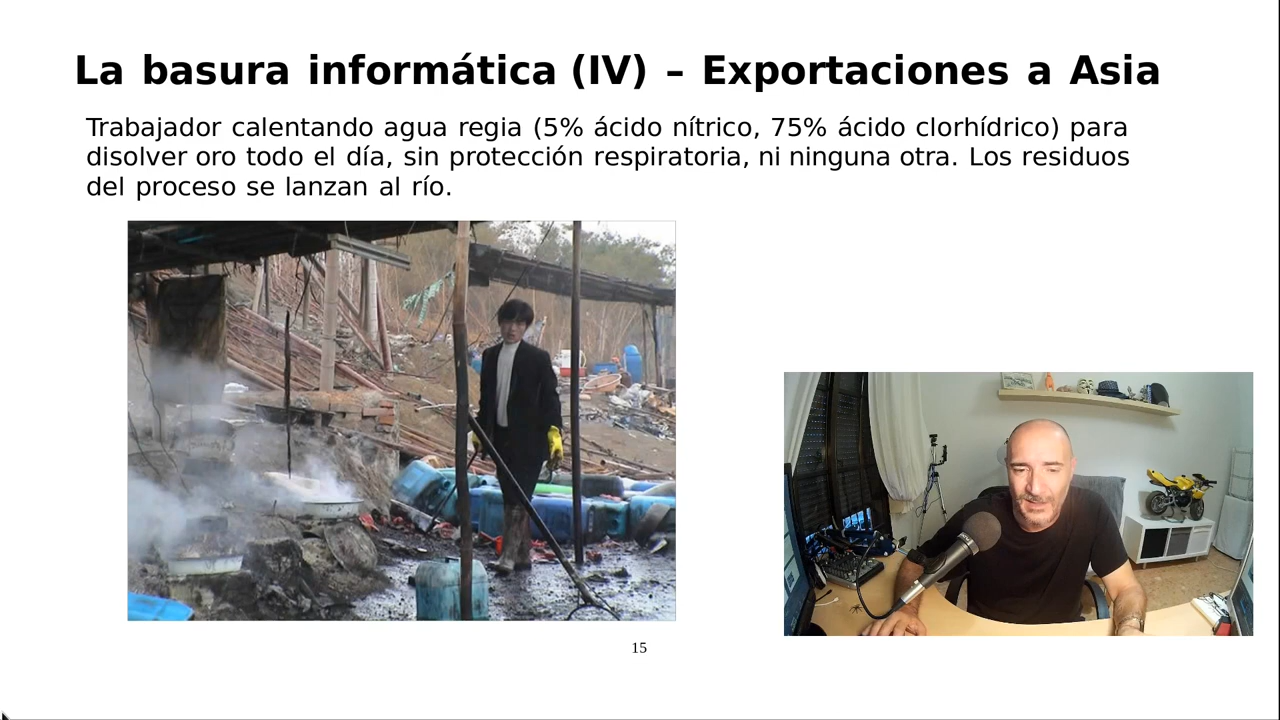 La basura informática (IV) – Exportaciones a Asia
Trabajador calentando agua regia (5% ácido nítrico, 75% ácido clorhídrico) para
disolver oro todo el día, sin protección respiratoria, ni ninguna otra. Los residuos
del proceso se lanzan al río.
15